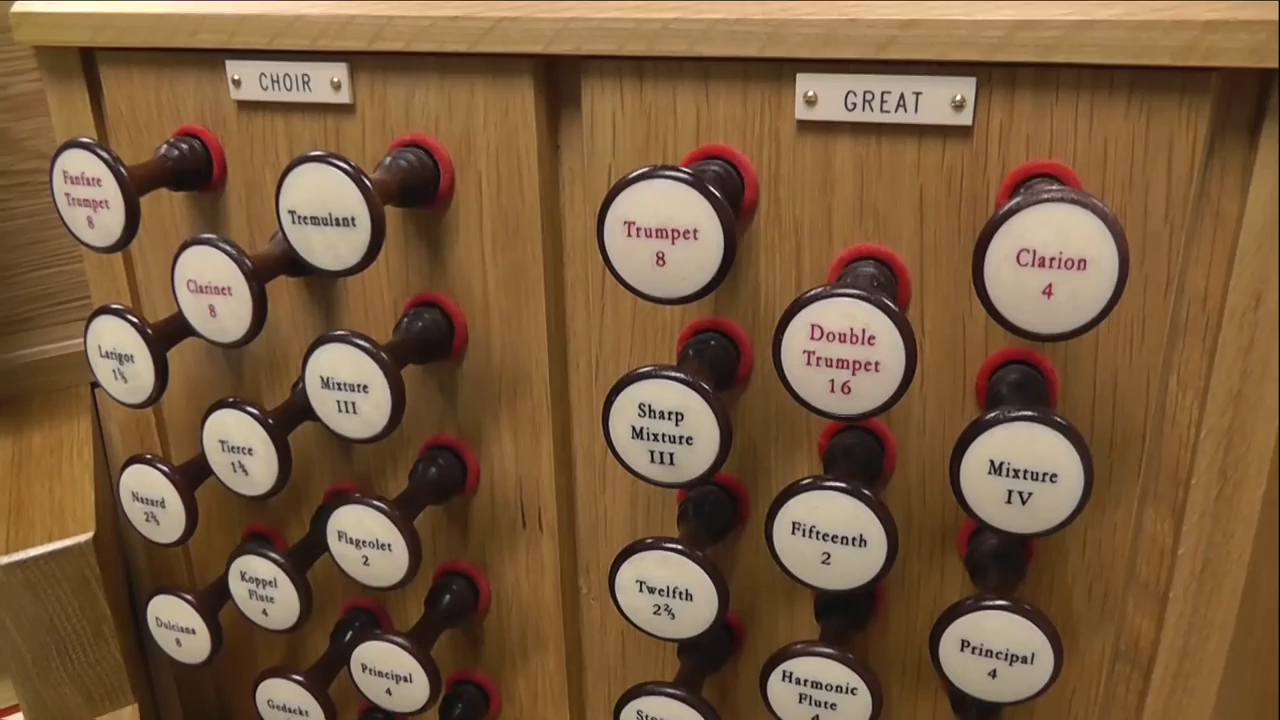 CHOIR
GREAT
Fanfare
Trumpet
8
Tremulant
Clarinet
8
Larigot
1⅓
Mixture
III
Tierce
1⅗
Nazard
2⅔
Flageolet
2
Koppel
Flute
4
Dulciana
8
Principal
4
Gedackt
Trumpet
8
Clarion
4
Double
Trumpet
16
Sharp
Mixture
III
Mixture
IV
Fifteenth
2
Twelfth
2⅔
Principal
4
Harmonic
Flute
4